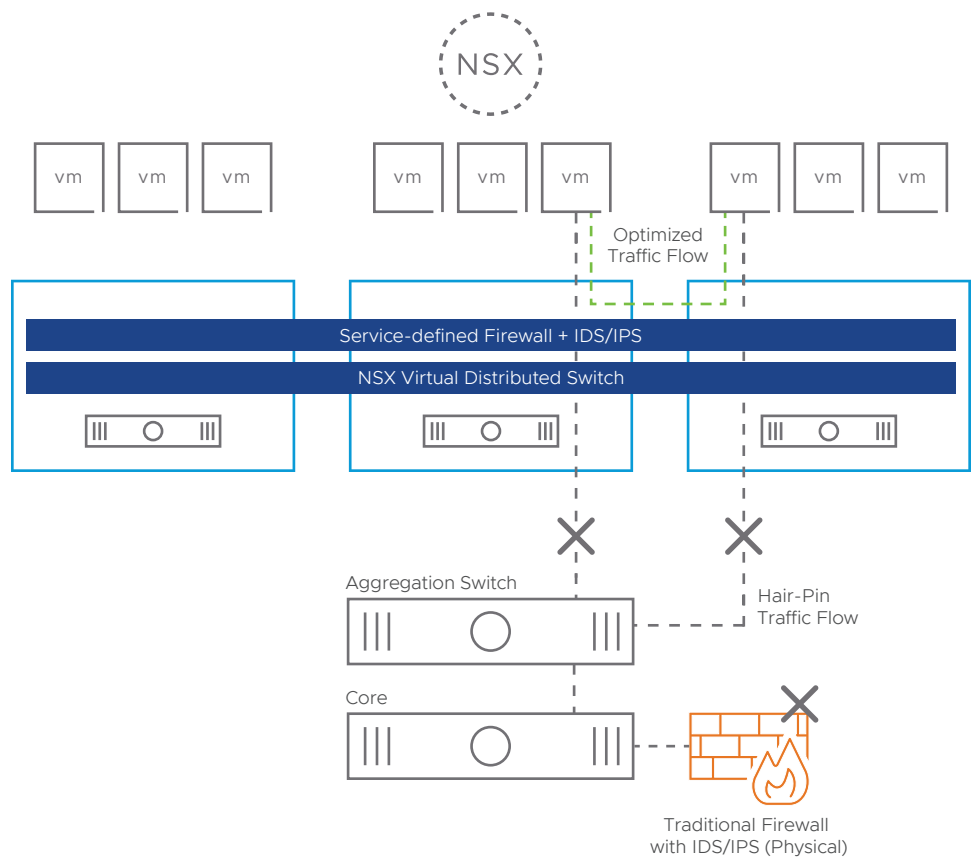 NSX
vm
vm
vm
vm
vm
vm
vm
vm
vm
Optimized
Traffic Flow
Service-defined Firewall + IDS/IPS
NSX Virtual Distributed Switch
Aggregation Switch
Hair-Pin
Traffic Flow
Core
Traditional Firewall
with IDS/IPS (Physical)